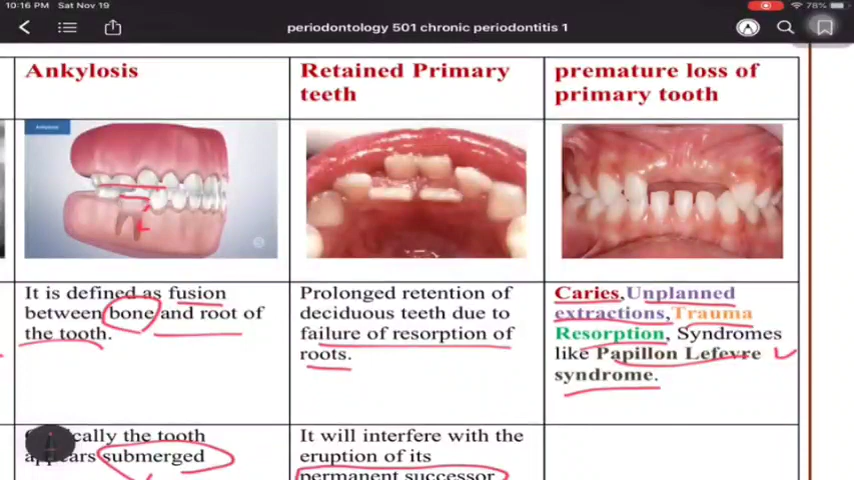 10:16 PM Sat Nov 19
78%
periodontology 501 chronic periodontitis 1
Ankylosis
Retained Primary
teeth
premature loss of
primary tooth
It is defined as fusion
between bone and root of
the tooth.
Prolonged retention of
deciduous teeth due to
failure of resorption of
roots.
Caries,Unplanned
extractions,Trauma
Resorption, Syndromes
like Papillon Lefevre
syndrome.
the tooth
appears submerged
It will interfere with the
eruption of its
permanent successor